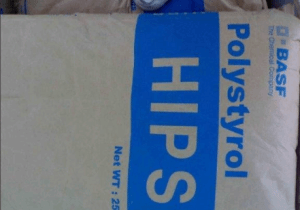 BASF
The Chemical Company
Polystyrol
HIPS
Net WT : 25